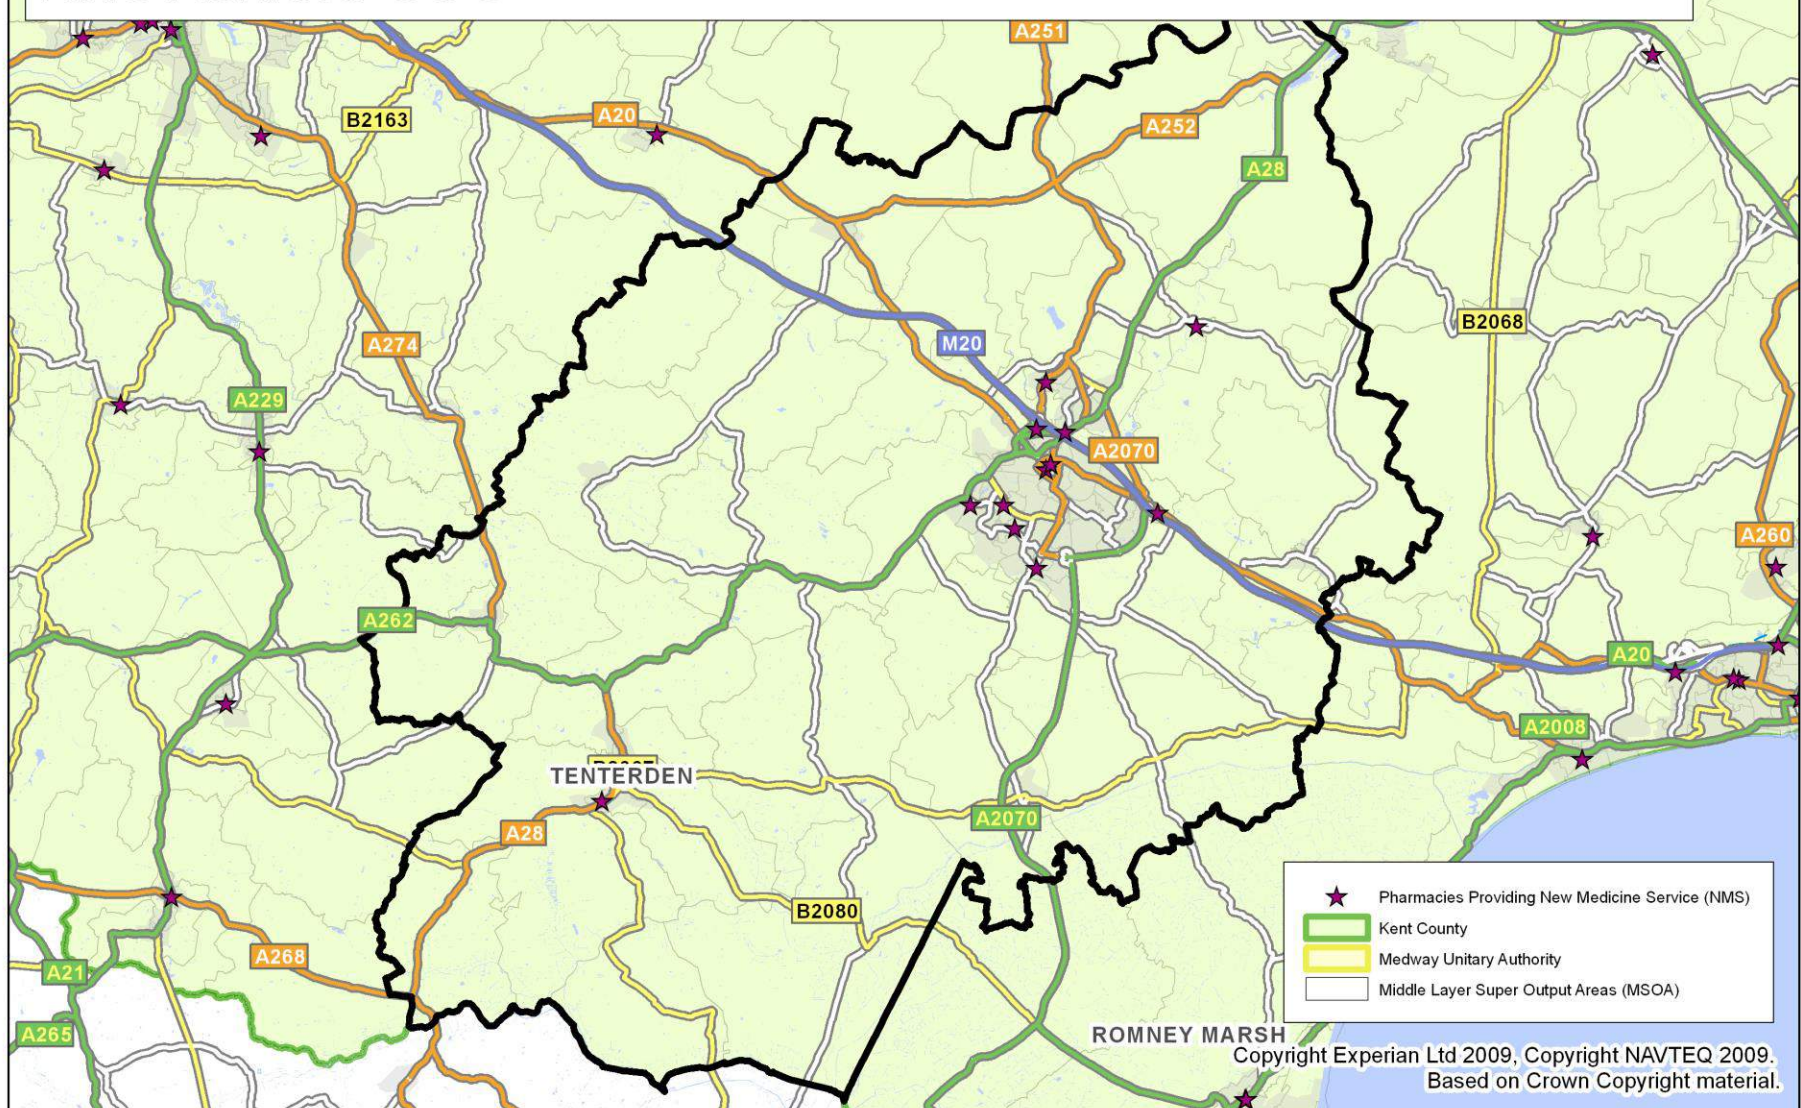 A251
A20
B2163
A252
A28
B2068
M20
A274
A229
A2070
A260
A262
A20
A2008
TENTERDEN
A28
A2070
B2080
A268
A21
A265
ROMNEY MARSH
Pharmacies Providing New Medicine Service (NMS)
Kent County
Medway Unitary Authority
Middle Layer Super Output Areas (MSOA)
Copyright Experian Ltd 2009, Copyright NAVTEQ 2009.
Based on Crown Copyright material.